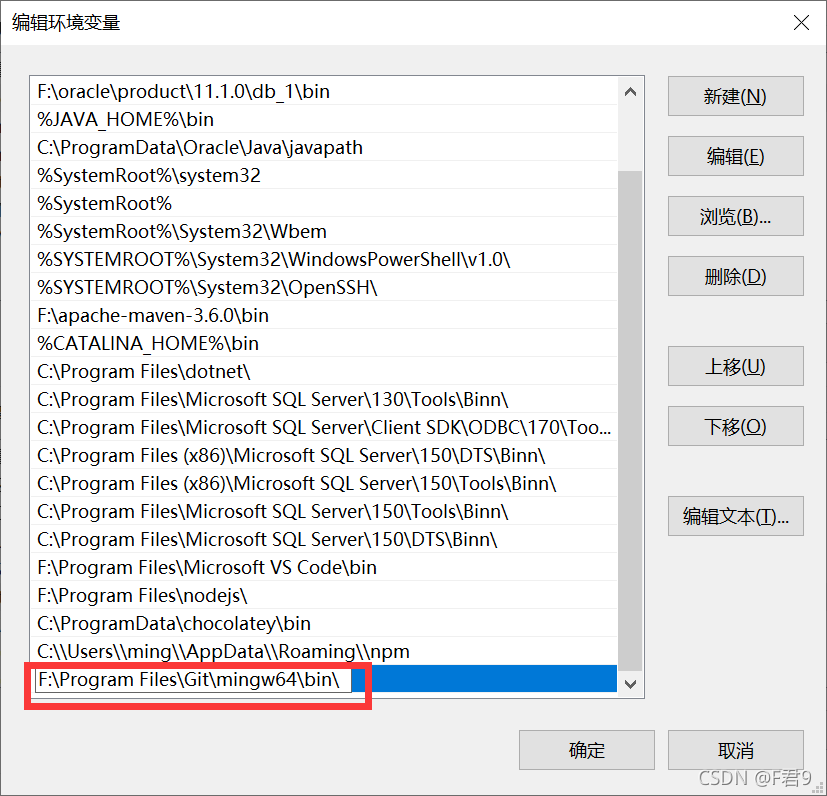 编辑环境变量
F:\oracle\product\11.1.0\db_1\bin
%JAVA_HOME%\bin
C:\ProgramData\Oracle\Java\javapath
%SystemRoot%\system32
%SystemRoot%
%SystemRoot%\System32\Wbem
%SYSTEMROOT%\System32\WindowsPowerShell\v1.0\
%SYSTEMROOT%\System32\OpenSSH\
F:\apache-maven-3.6.0\bin
%CATALINA_HOME%\bin
C:\Program Files\dotnet\
C:\Program Files\Microsoft SQL Server\130\Tools\Binn\
C:\Program Files\Microsoft SQL Server\Client SDK\ODBC\170\Too...
C:\Program Files (x86)\Microsoft SQL Server\150\DTS\Binn\
C:\Program Files (x86)\Microsoft SQL Server\150\Tools\Binn\
C:\Program Files\Microsoft SQL Server\150\Tools\Binn\
C:\Program Files\Microsoft SQL Server\150\DTS\Binn\
F:\Program Files\Microsoft VS Code\bin
F:\Program Files\nodejs\
C:\ProgramData\chocolatey\bin
C:\\Users\\ming\\AppData\\Roaming\\npm
F:\Program Files\Git\mingw64\bin\
新建(N)
编辑(E)
浏览(B)...
删除(D)
上移(U)
下移(O)
编辑文本(T)...
确定
取消
CSDN @F君9